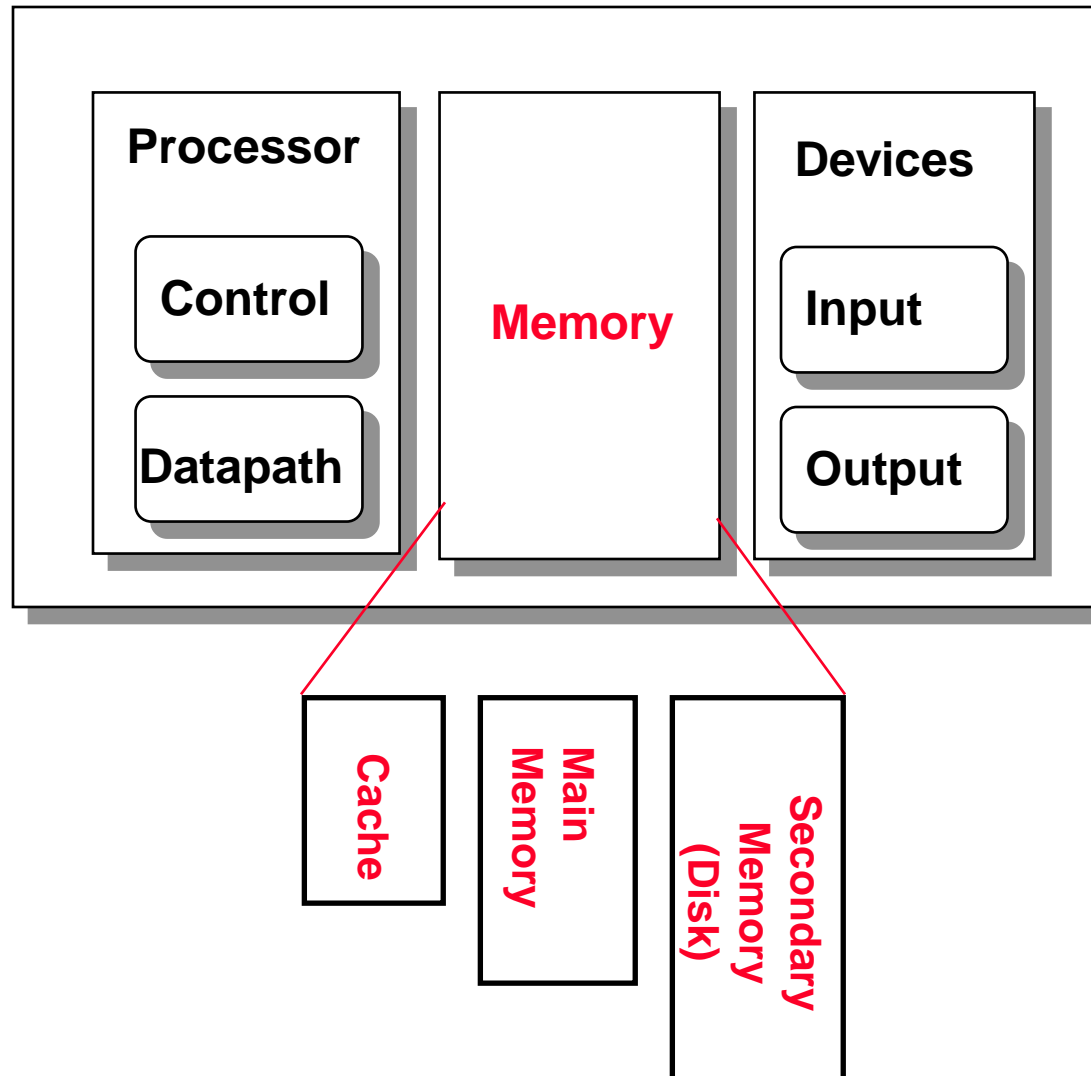 Processor
Control
Datapath
Memory
Devices
Input
Output
Cache
Main
Memory
Secondary
Memory
(Disk)